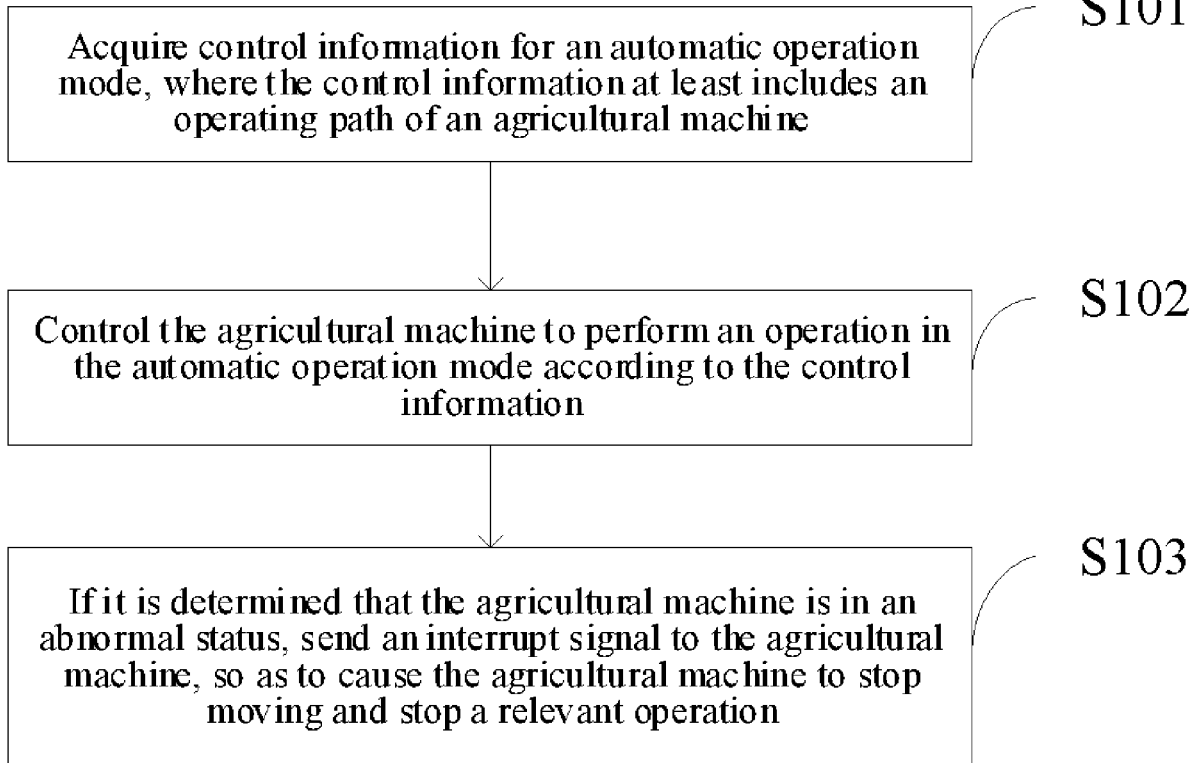 S101
Acquire control information for an automatic operation
mode, where the control information at least includes an
operating path of an agricultural machine
S102
Control the agricultural machine to perform an operation in
the automatic operation mode according to the control
information
S103
If it is determined that the agricultural machine is in an
abnormal status, send an interrupt signal to the agricultural
machine, so as to cause the agricultural machine to stop
moving and stop a relevant operation